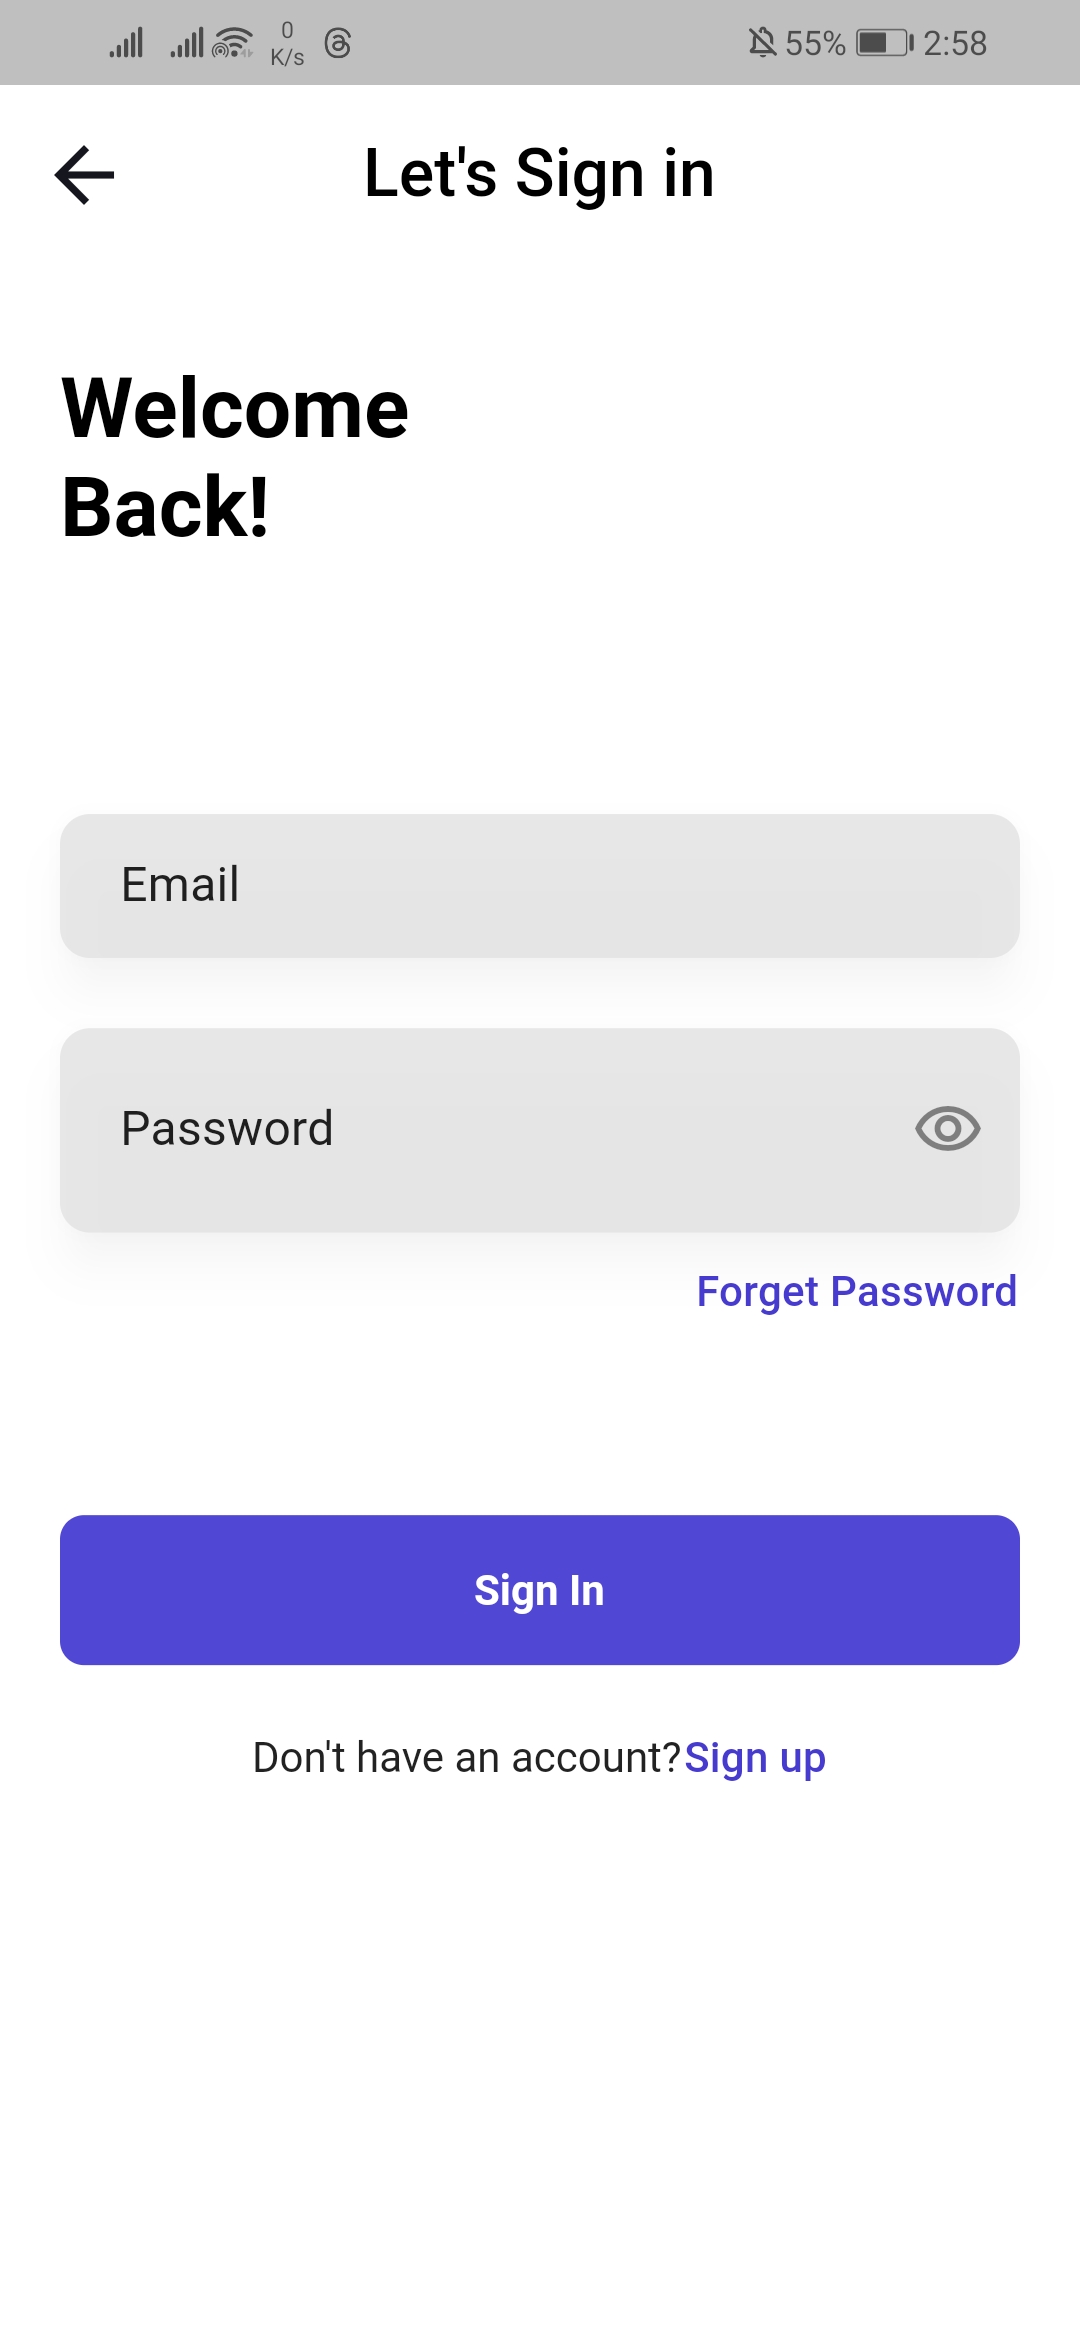 0
K/s
55%
2:58
Let's Sign in
Welcome
Back!
Email
Password
Forget Password
Sign In
Don't have an account?Sign up